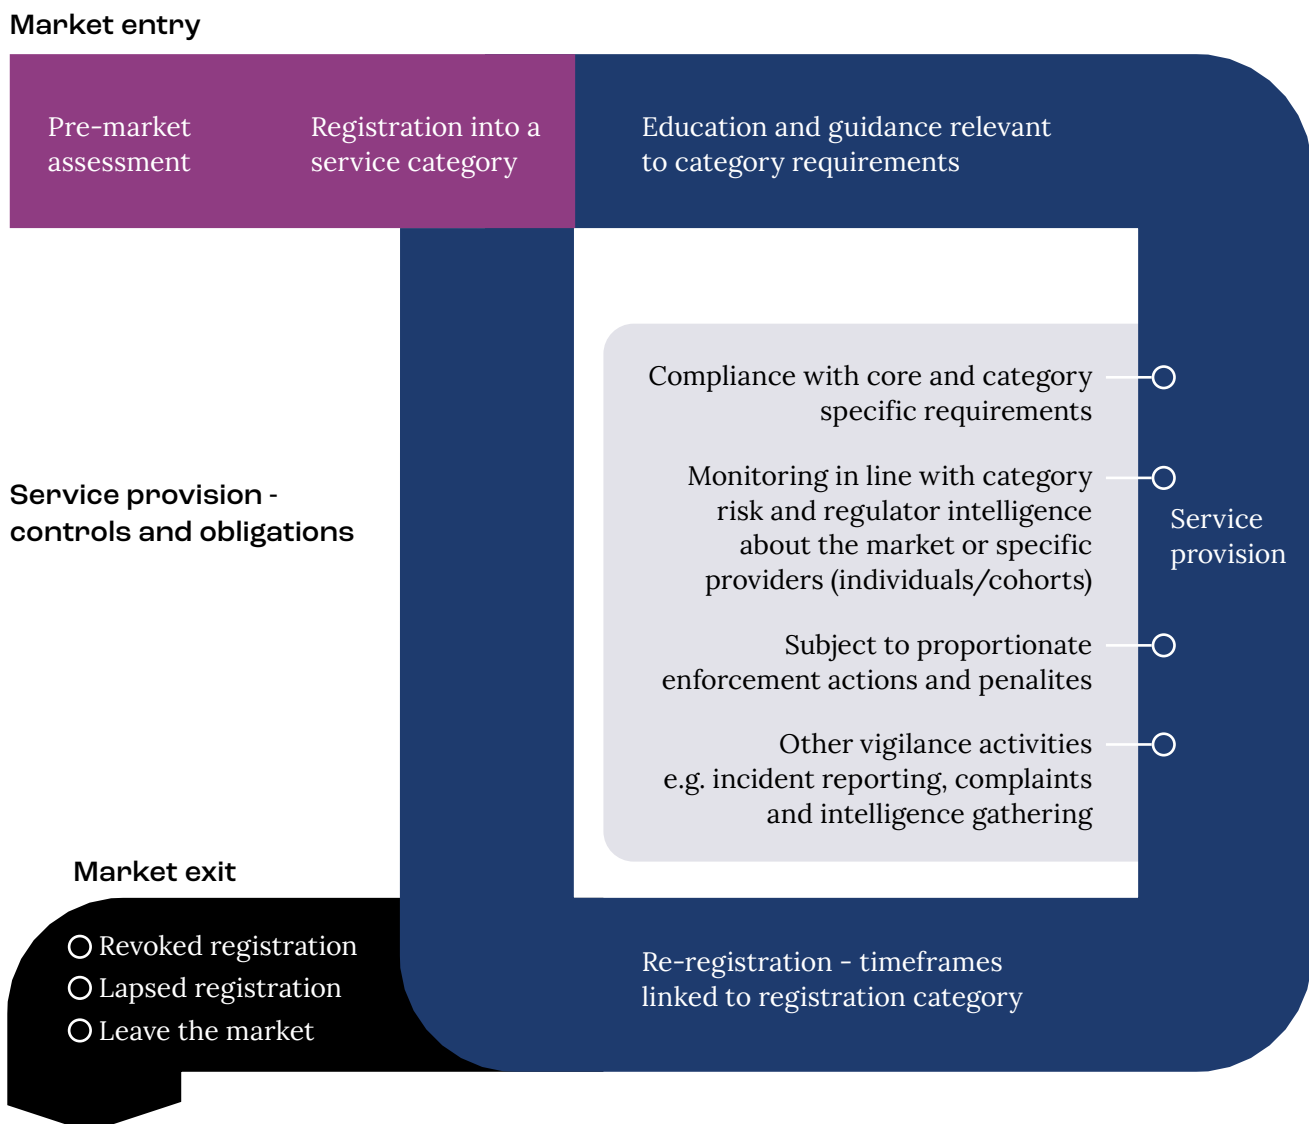 Market entry
Pre-market
assessment
Registration into a
service category
Education and guidance relevant
to category requirements
Compliance with core and category
specific requirements
Monitoring in line with category
risk and regulator intelligence
about the market or specific
providers (individuals/cohorts)
Subject to proportionate
enforcement actions and penalites
Other vigilance activities
e.g. incident reporting, complaints
and intelligence gathering
Service
provision
Service provision -
controls and obligations
Market exit
Revoked registration
Lapsed registration
Leave the market
Re-registration - timeframes
linked to registration category